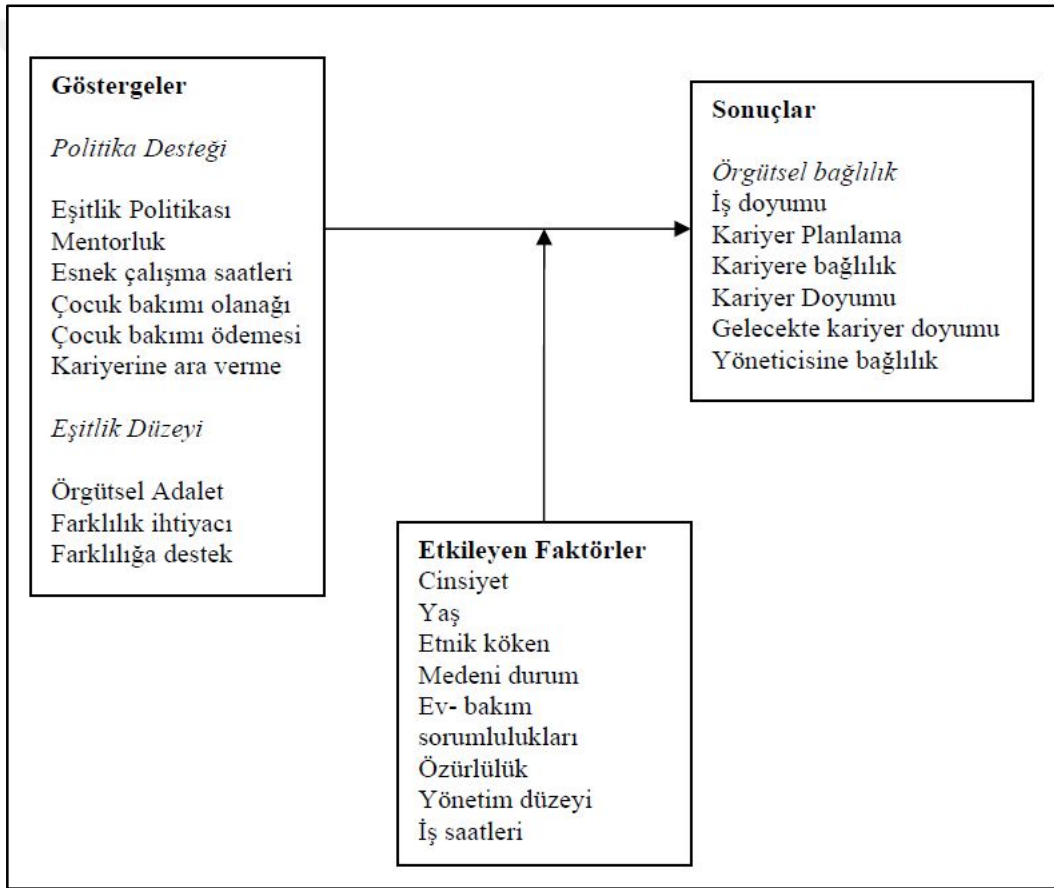 Göstergeler
Politika Desteği
Eşitlik Politikası
Mentorluk
Esnek çalışma saatleri
Çocuk bakımı olanağı
Çocuk bakımı ödemesi
Kariyerine ara verme
Eşitlik Düzeyi
Örgütsel Adalet
Farklılık ihtiyacı
Farklılığa destek
Sonuçlar
Örgütsel bağlılık
İş doyumu
Kariyer Planlama
Kariyere bağlılık
Kariyer Doyumu
Gelecekte kariyer doyumu
Yöneticisine bağlılık
Etkileyen Faktörler
Cinsiyet
Yaş
Etnik köken
Medeni durum
Ev- bakım
sorumlulukları
Özürlülük
Yönetim düzeyi
İş saatleri